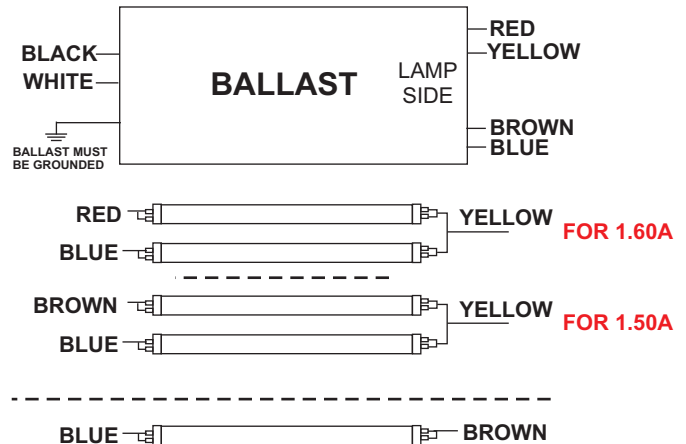 RED
YELLOW
BLACK
WHITE
BALLAST
LAMP
SIDE
BROWN
BLUE
BALLAST MUST
BE GROUNDED
RED
YELLOW
FOR 1.60A
BLUE
BROWN
YELLOW
FOR 1.50A
BLUE
BLUE
BROWN